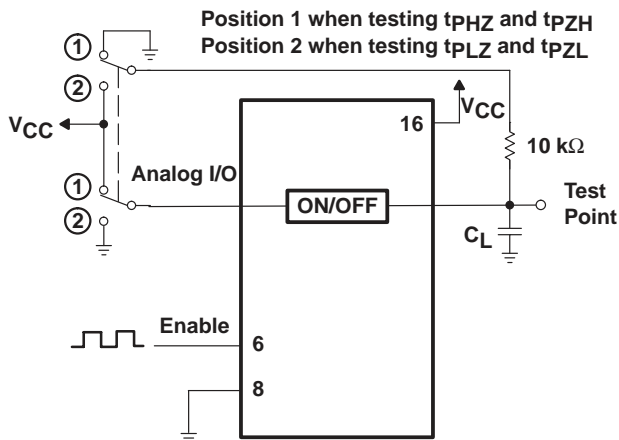 Position 1 when testing tPHZ and tPZH
Position 2 when testing tPLZ and tPZL
1
2
VCC
16
VCC
10 kΩ
Analog I/O
1
2
ON/OFF
Test
Point
CL
Enable
6
8